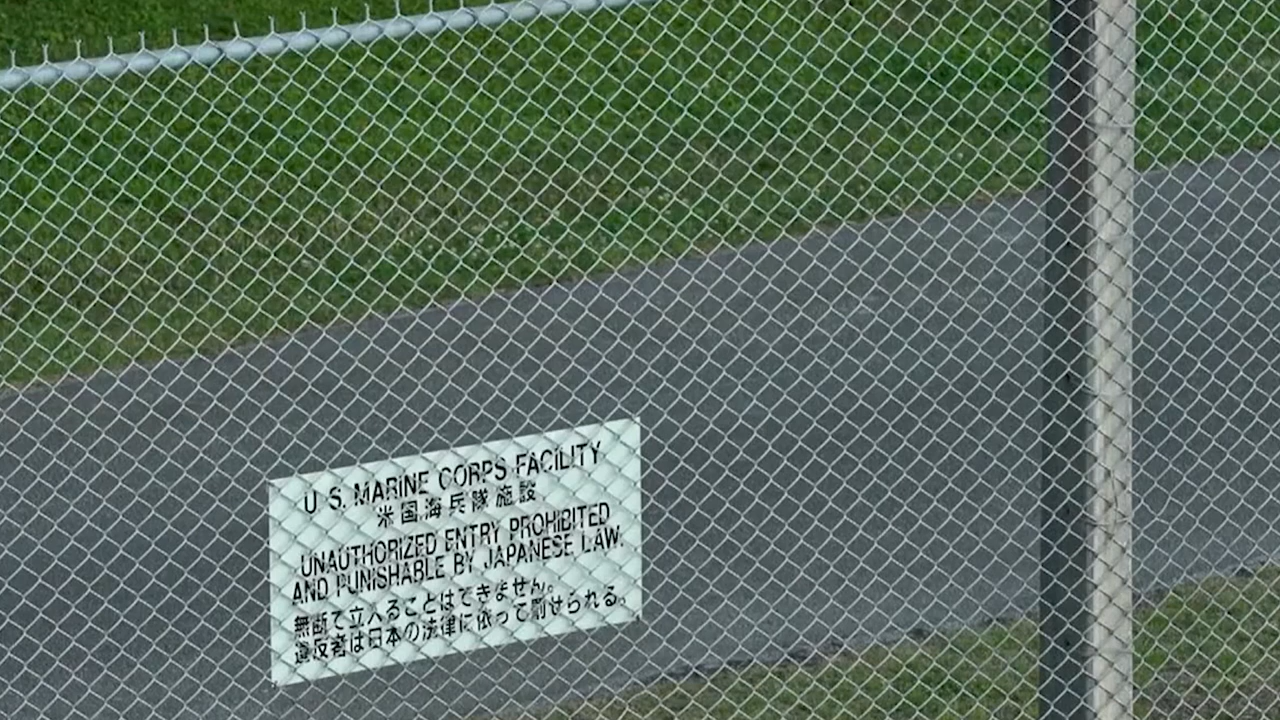 U.S. MARINE CORPS FACILITY
米国海兵隊施設
UNAUTHORIZED ENTRY PROHIBITED
AND PUNISHABLE BY JAPANESE LAW.
無断で立入ることはできません。
違反者は日本の法律に依って罰せられる。